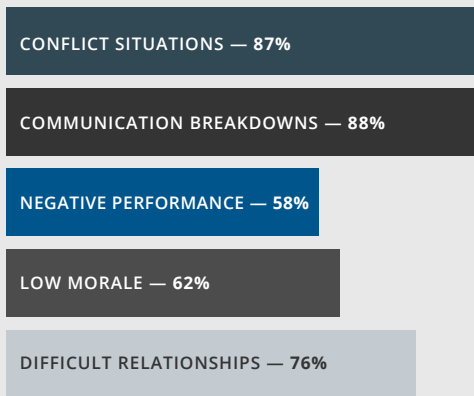 CONFLICT SITUATIONS — 87%
COMMUNICATION BREAKDOWNS — 88%
NEGATIVE PERFORMANCE — 58%
LOW MORALE — 62%
DIFFICULT RELATIONSHIPS — 76%